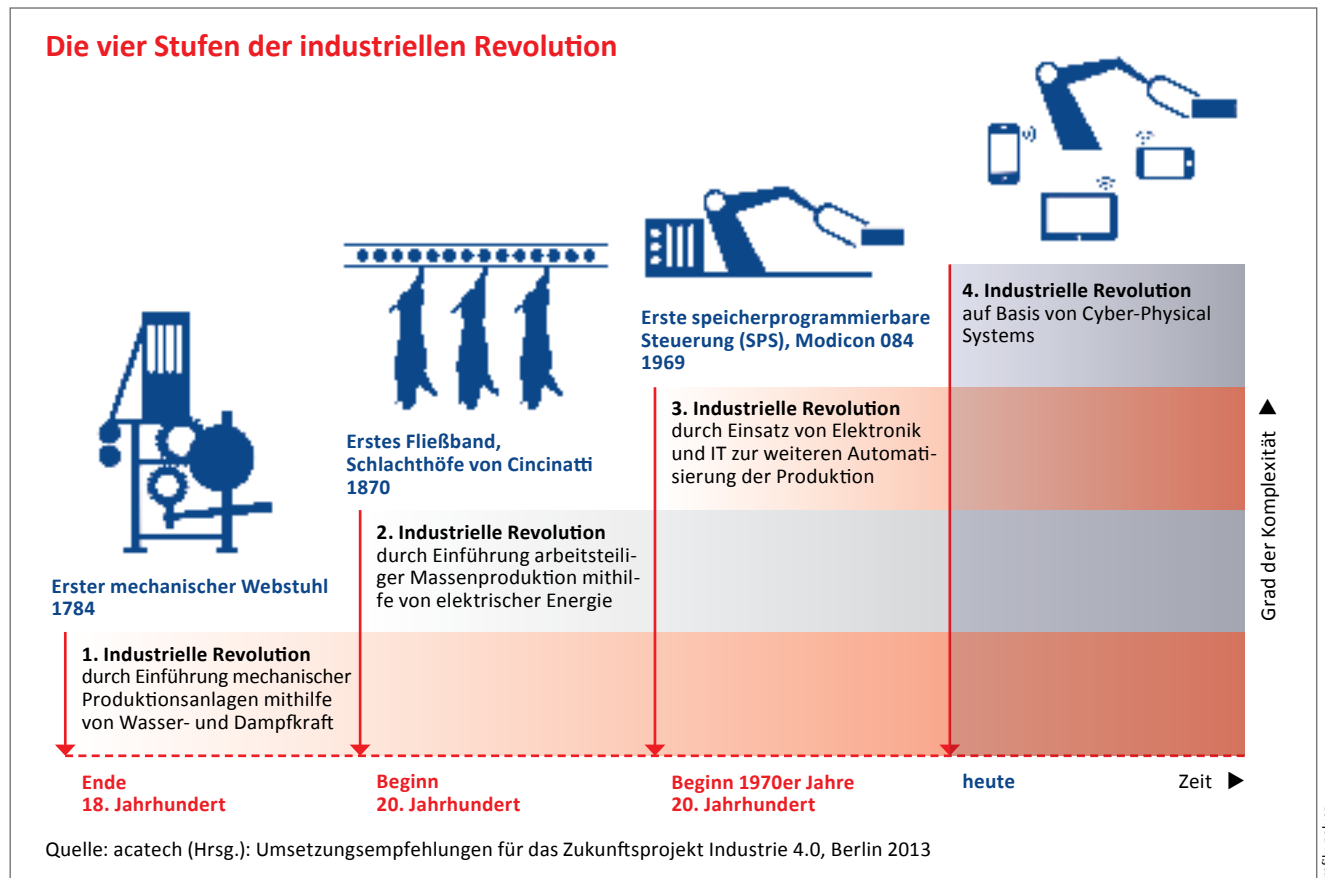 Die vier Stufen der industriellen Revolution
Erster mechanischer Webstuhl
1784
Erstes Fließband,
Schlachthöfe von Cincinatti
1870
Erste speicherprogrammierbare
Steuerung (SPS), Modicon 084
1969
4. Industrielle Revolution
auf Basis von Cyber-Physical
Systems
3. Industrielle Revolution
durch Einsatz von Elektronik
und IT zur weiteren Automati-
sierung der Produktion
2. Industrielle Revolution
durch Einführung arbeitsteili-
ger Massenproduktion mithil-
fe von elektrischer Energie
1. Industrielle Revolution
durch Einführung mechanischer
Produktionsanlagen mithilfe
von Wasser- und Dampfkraft
Grad der Komplexität ▲
Ende
18. Jahrhundert
Beginn
20. Jahrhundert
Beginn 1970er Jahre
20. Jahrhundert
heute
Zeit ▶
Quelle: acatech (Hrsg.): Umsetzungsempfehlungen für das Zukunftsprojekt Industrie 4.0, Berlin 2013